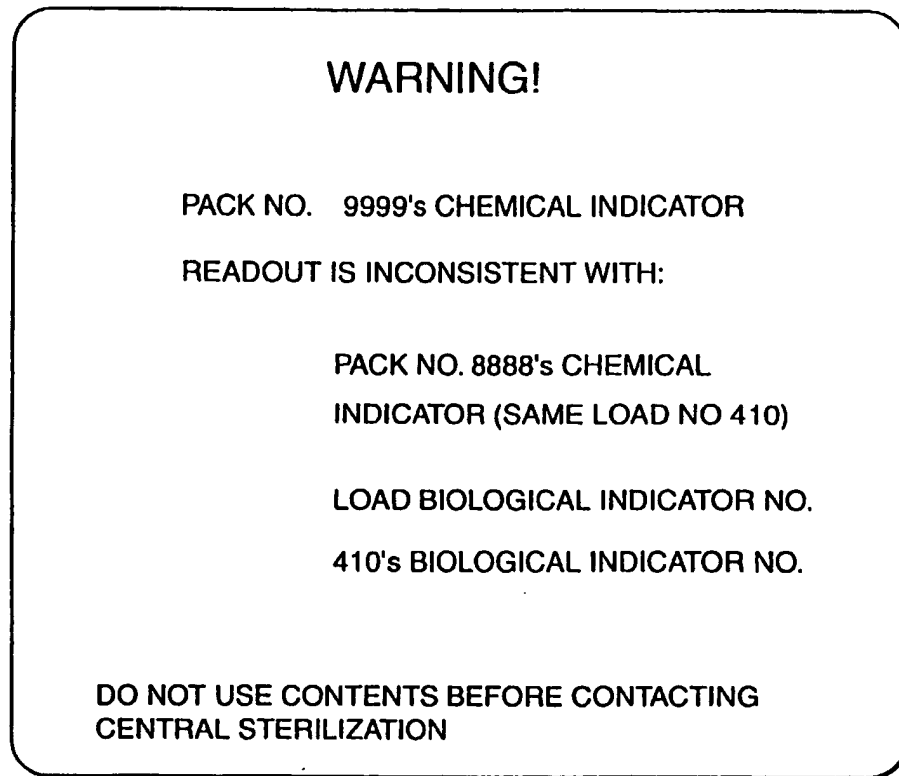 WARNING!
PACK NO. 9999's CHEMICAL INDICATOR
READOUT IS INCONSISTENT WITH:
PACK NO. 8888's CHEMICAL
INDICATOR (SAME LOAD NO 410)
LOAD BIOLOGICAL INDICATOR NO.
410's BIOLOGICAL INDICATOR NO.
DO NOT USE CONTENTS BEFORE CONTACTING
CENTRAL STERILIZATION